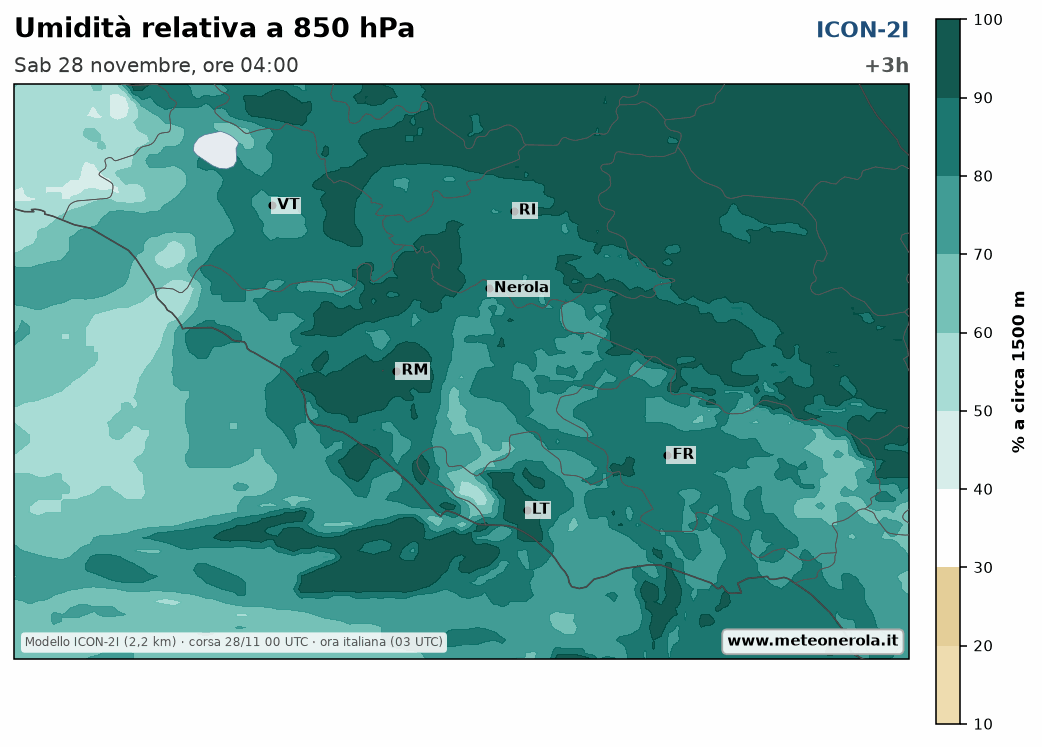 Umidità relativa a 850 hPa
ICON-2I
Sab 28 novembre, ore 04:00
+3h
100
90
80
70
60
50
40
30
20
10
% a circa 1500 m
VT
RI
Nerola
RM
FR
LT
Modello ICON-2I (2,2 km) · corsa 28/11 00 UTC · ora italiana (03 UTC)
www.meteonerola.it